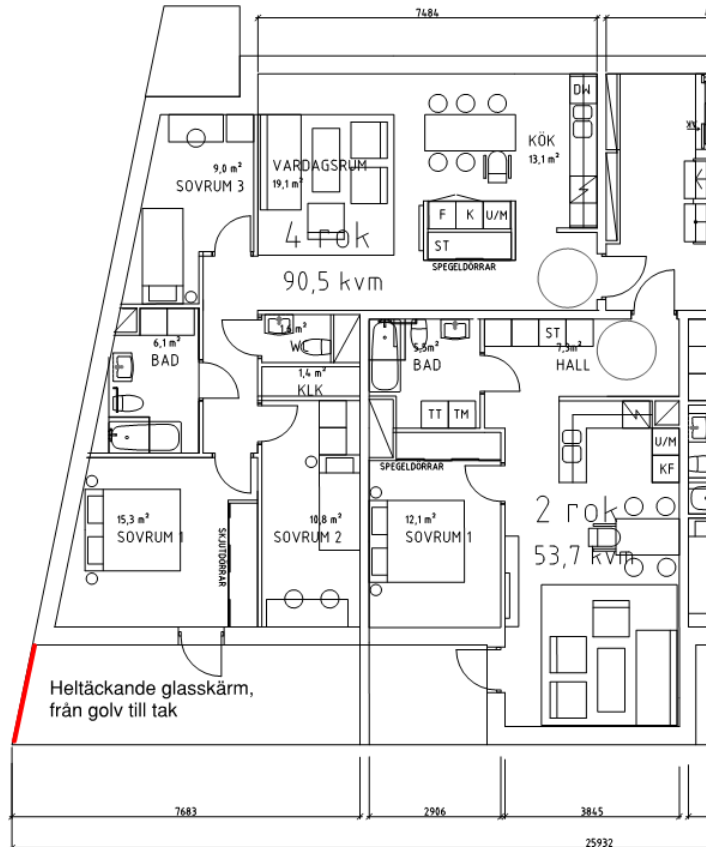 7484
DW
KÖK
13,1 m²
9,0 m²
SOVRUM 3
VARDAGSRUM
19,1 m²
F K U/M
ST
SPEGELDÖRRAR
4 rok
90,5 kvm
6,1 m²
BAD
1,6 m²
W
1,4 m²
KLK
5,5 m²
BAD
ST
7,3 m²
HALL
TT TM
SPEGELDÖRRAR
U/M
KF
15,3 m²
SOVRUM 1
SKJUTDÖRRAR
10,8 m²
SOVRUM 2
12,1 m²
SOVRUM 1
2 rok
53,7 kvm
Heltäckande glasskärm,
från golv till tak
7683
2906
3845
25932